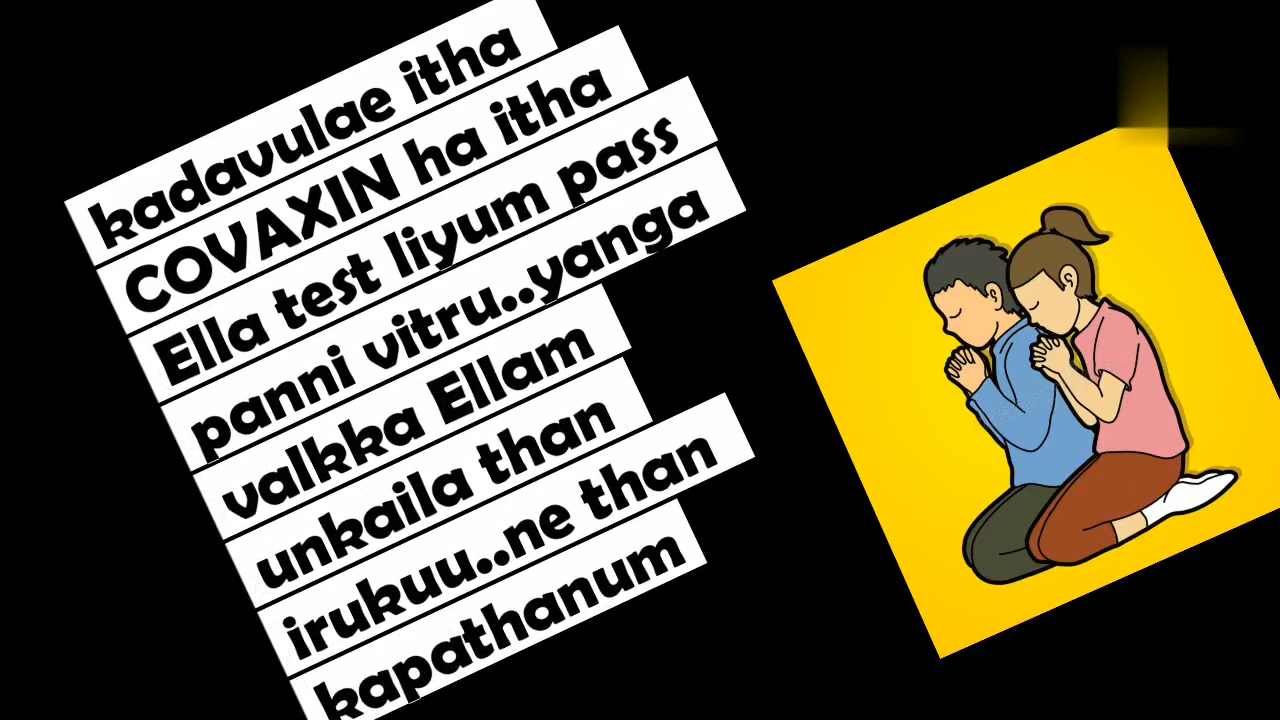 kadavulae itha
COVAXIN ha itha
Ella test liyum pass
panni vitru..yanga
valkka Ellam
unkaila than
irukuu..ne than
kapathanum